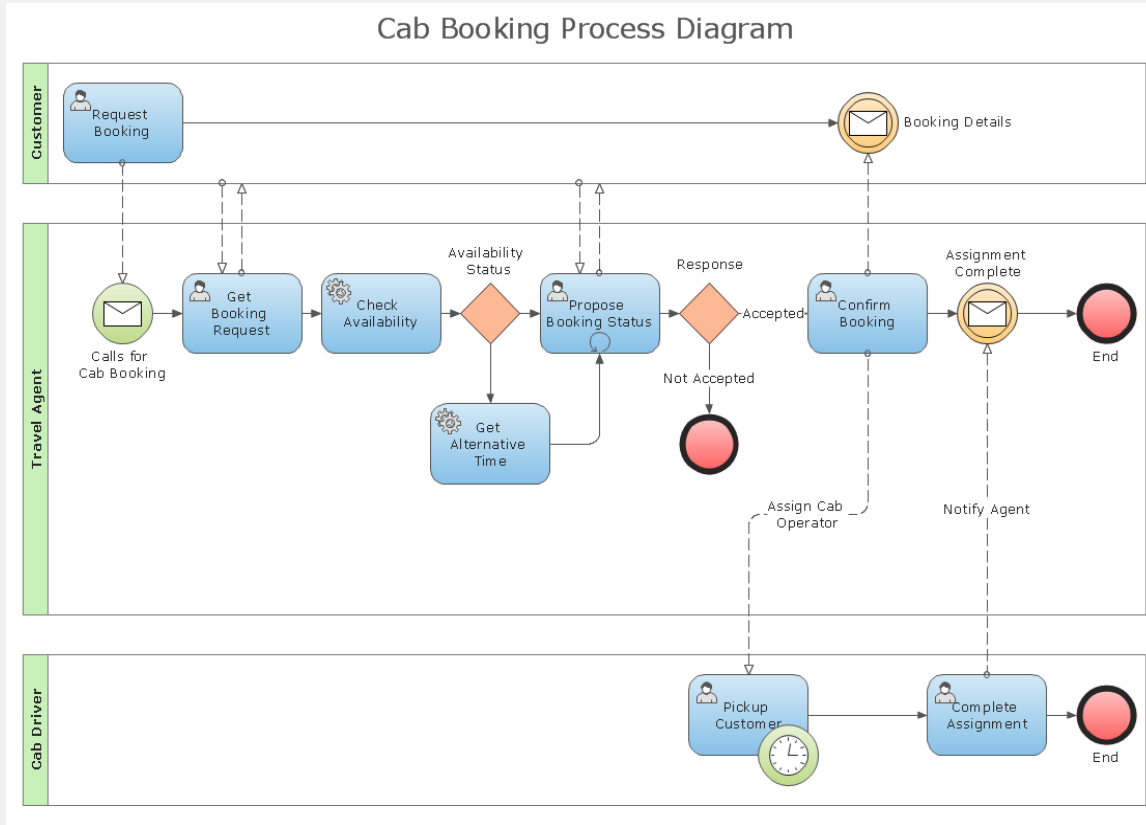 Cab Booking Process Diagram
Customer
Request
Booking
Booking Details
Travel Agent
Calls for
Cab Booking
Get
Booking
Request
Check
Availability
Availability
Status
Get
Alternative
Time
Propose
Booking Status
Response
Accepted
Not Accepted
Confirm
Booking
Assignment
Complete
End
Assign Cab
Operator
Notify Agent
Cab Driver
Pickup
Customer
Complete
Assignment
End